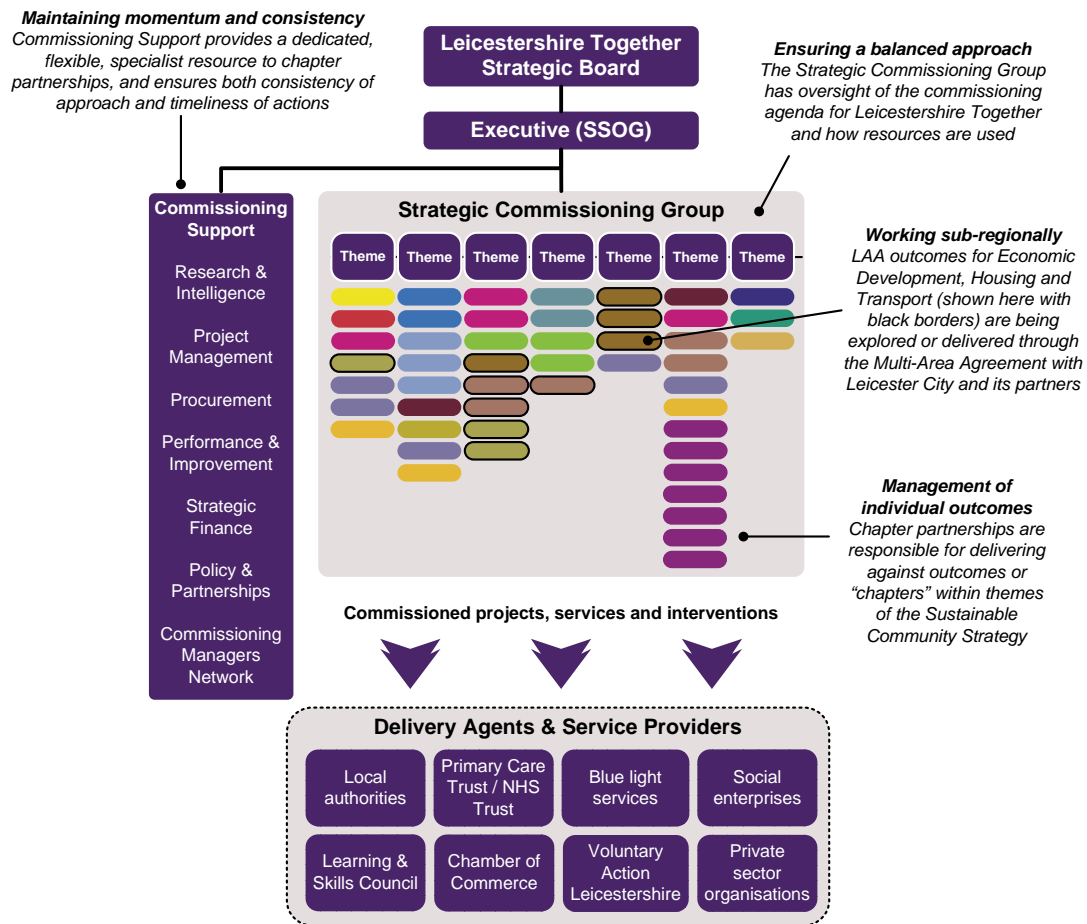 Maintaining momentum and consistency
Commissioning Support provides a dedicated,
flexible, specialist resource to chapter
partnerships, and ensures both consistency of
approach and timeliness of actions
Leicestershire Together
Strategic Board
Executive (SSOG)
Ensuring a balanced approach
The Strategic Commissioning Group
has oversight of the commissioning
agenda for Leicestershire Together
and how resources are used
Commissioning
Support
Research &
Intelligence
Project
Management
Procurement
Performance &
Improvement
Strategic
Finance
Policy &
Partnerships
Commissioning
Managers
Network
Strategic Commissioning Group
Theme
Theme
Theme
Theme
Theme
Theme
Theme
Working sub-regionally
LAA outcomes for Economic
Development, Housing and
Transport (shown here with
black borders) are being
explored or delivered through
the Multi-Area Agreement with
Leicester City and its partners
Management of
individual outcomes
Chapter partnerships are
responsible for delivering
against outcomes or
“chapters” within themes
of the Sustainable
Community Strategy
Commissioned projects, services and interventions
Delivery Agents & Service Providers
Local
authorities
Primary Care
Trust / NHS
Trust
Blue light
services
Social
enterprises
Learning &
Skills Council
Chamber of
Commerce
Voluntary
Action
Leicestershire
Private
sector
organisations